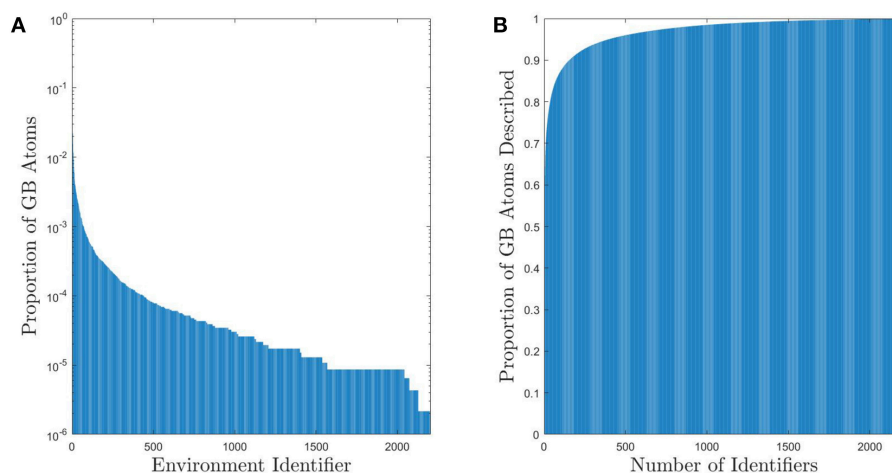 A
Proportion of GB Atoms
10^0
10^-1
10^-2
10^-3
10^-4
10^-5
10^-6
0 500 1000 1500 2000
Environment Identifier
B
Proportion of GB Atoms Described
1
0.9
0.8
0.7
0.6
0.5
0.4
0.3
0.2
0.1
0
0 500 1000 1500 2000
Number of Identifiers